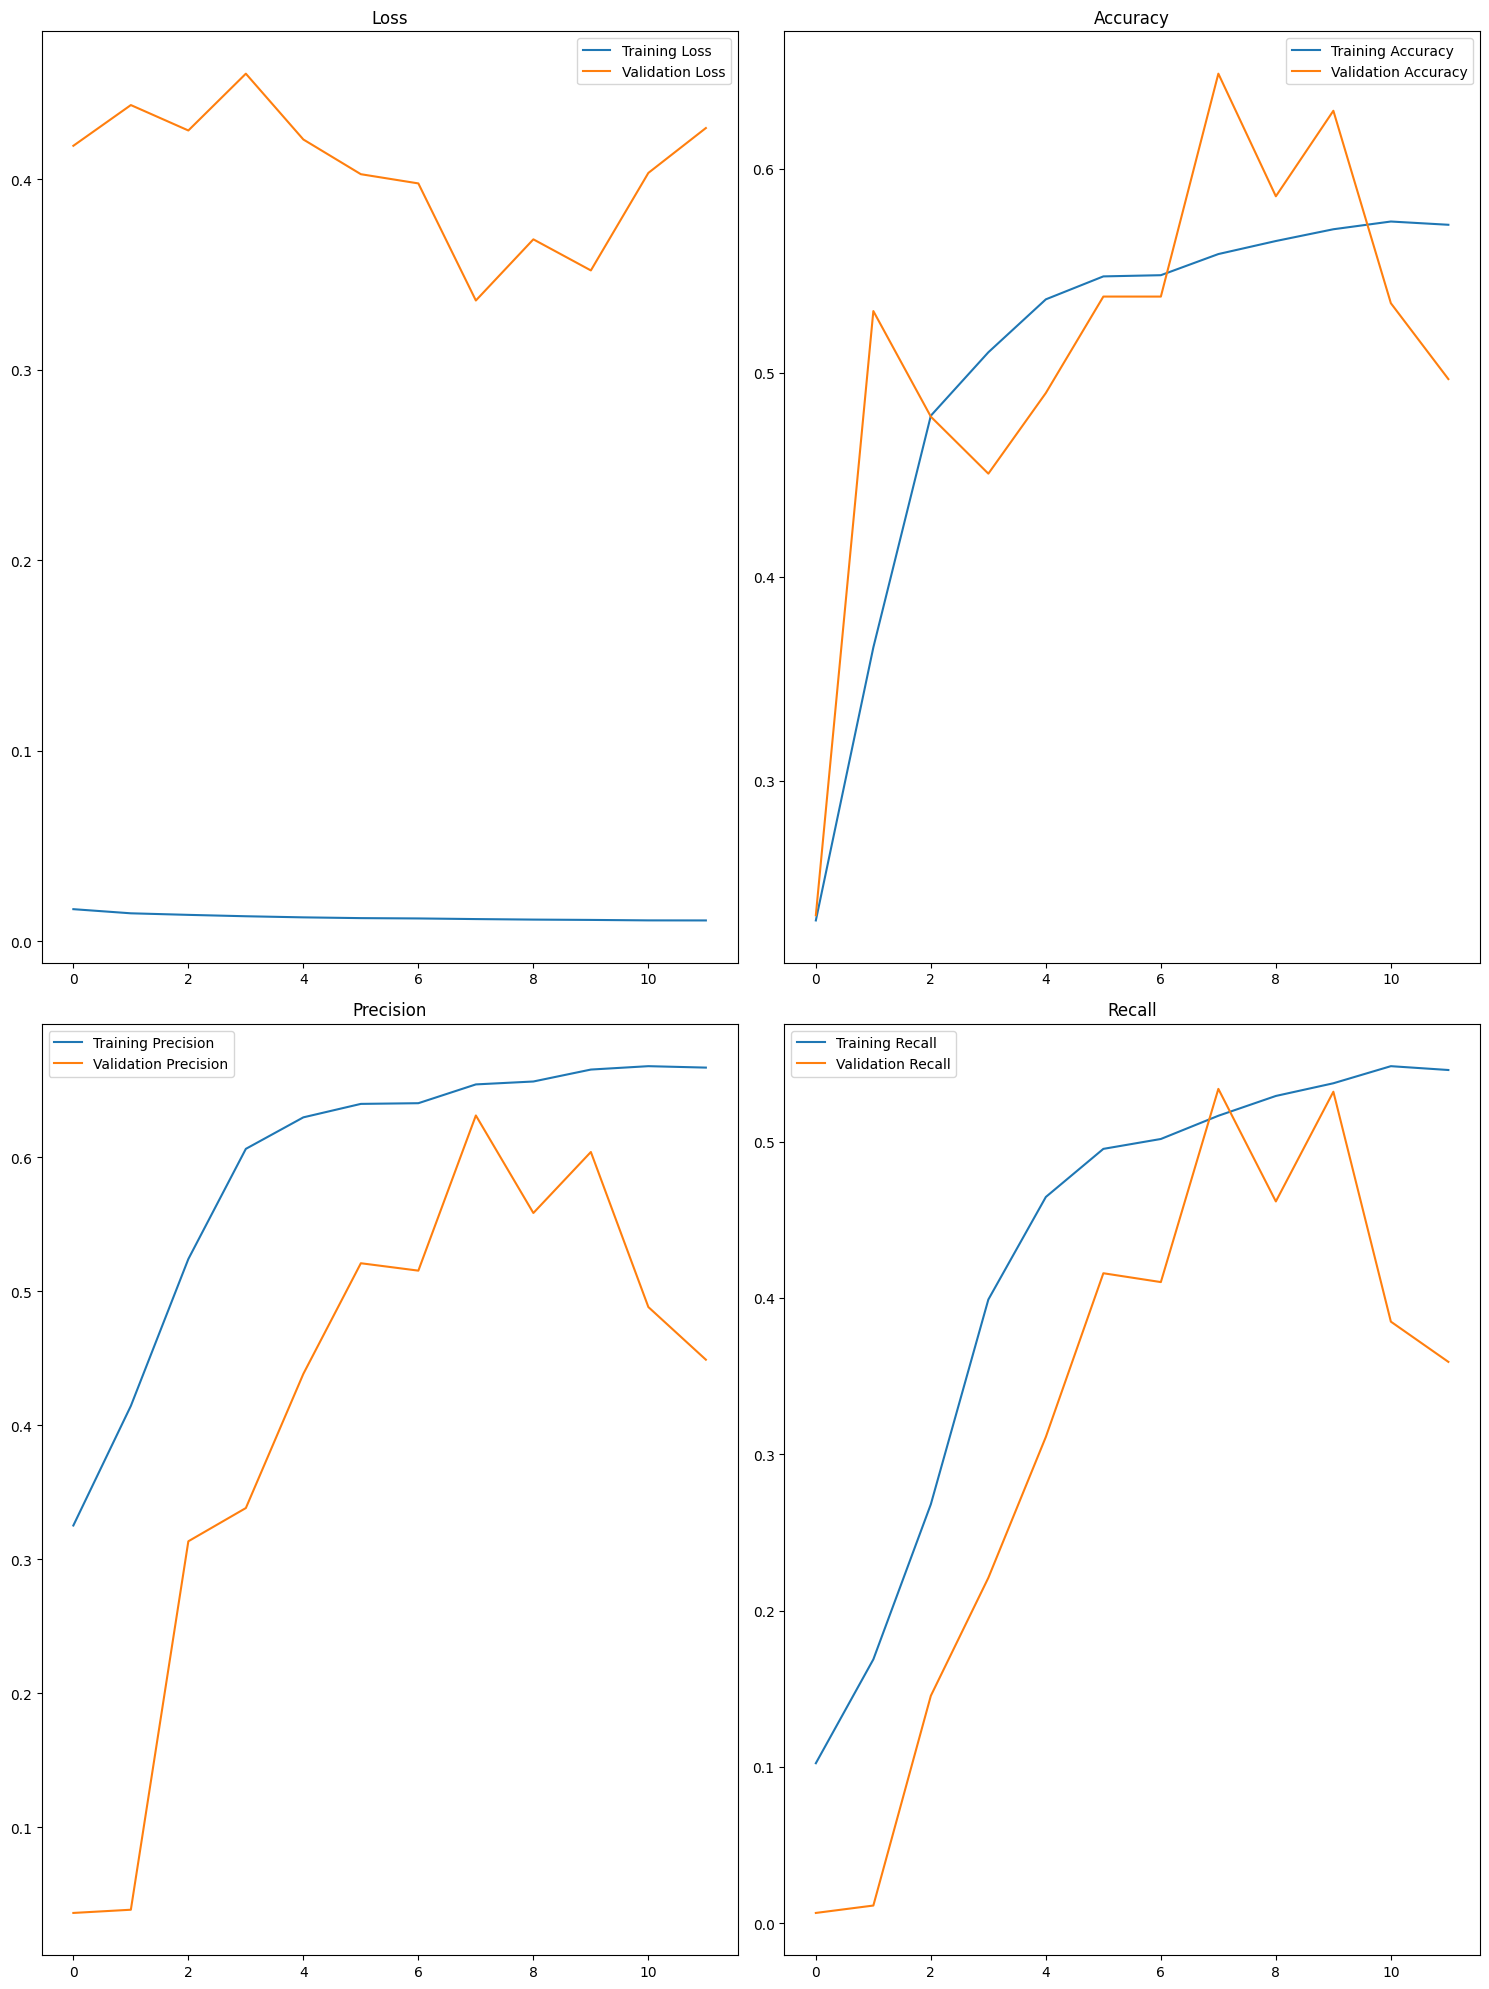 Loss
Training Loss
Validation Loss
0.4
0.3
0.2
0.1
0.0
0 2 4 6 8 10
Accuracy
Training Accuracy
Validation Accuracy
0.6
0.5
0.4
0.3
0 2 4 6 8 10
Precision
Training Precision
Validation Precision
0.6
0.5
0.4
0.3
0.2
0.1
0 2 4 6 8 10
Recall
Training Recall
Validation Recall
0.5
0.4
0.3
0.2
0.1
0.0
0 2 4 6 8 10